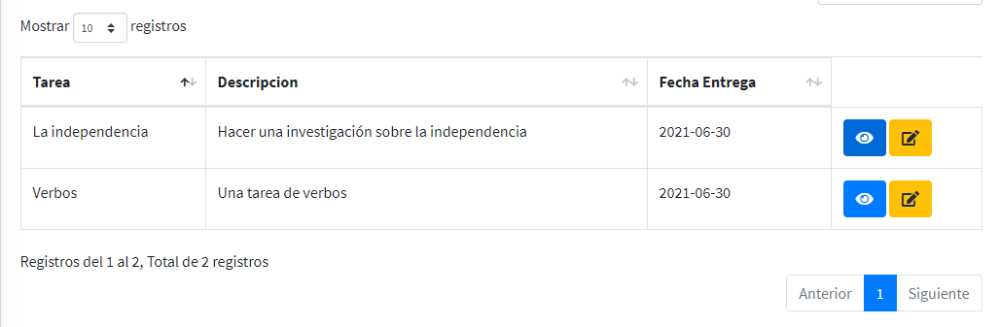 Mostrar 10 registros
Tarea Descripcion Fecha Entrega
La independencia Hacer una investigación sobre la independencia 2021-06-30
Verbos Una tarea de verbos 2021-06-30
Registros del 1 al 2, Total de 2 registros
Anterior 1 Siguiente